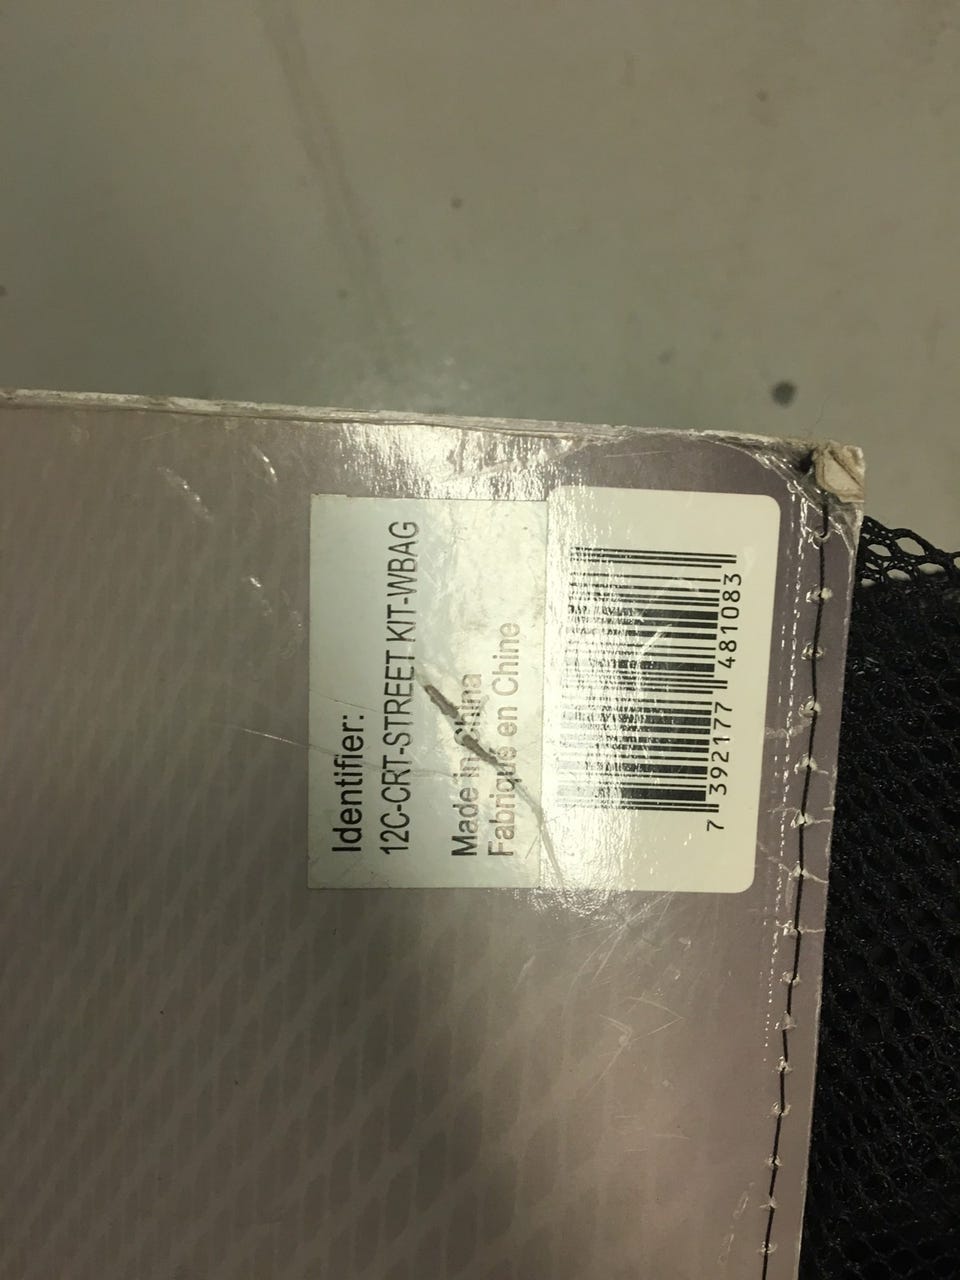 Identifier:
12C-CRT-STREET KIT-WBAG
Made in China
Fabriqué en Chine
7 392177 481083